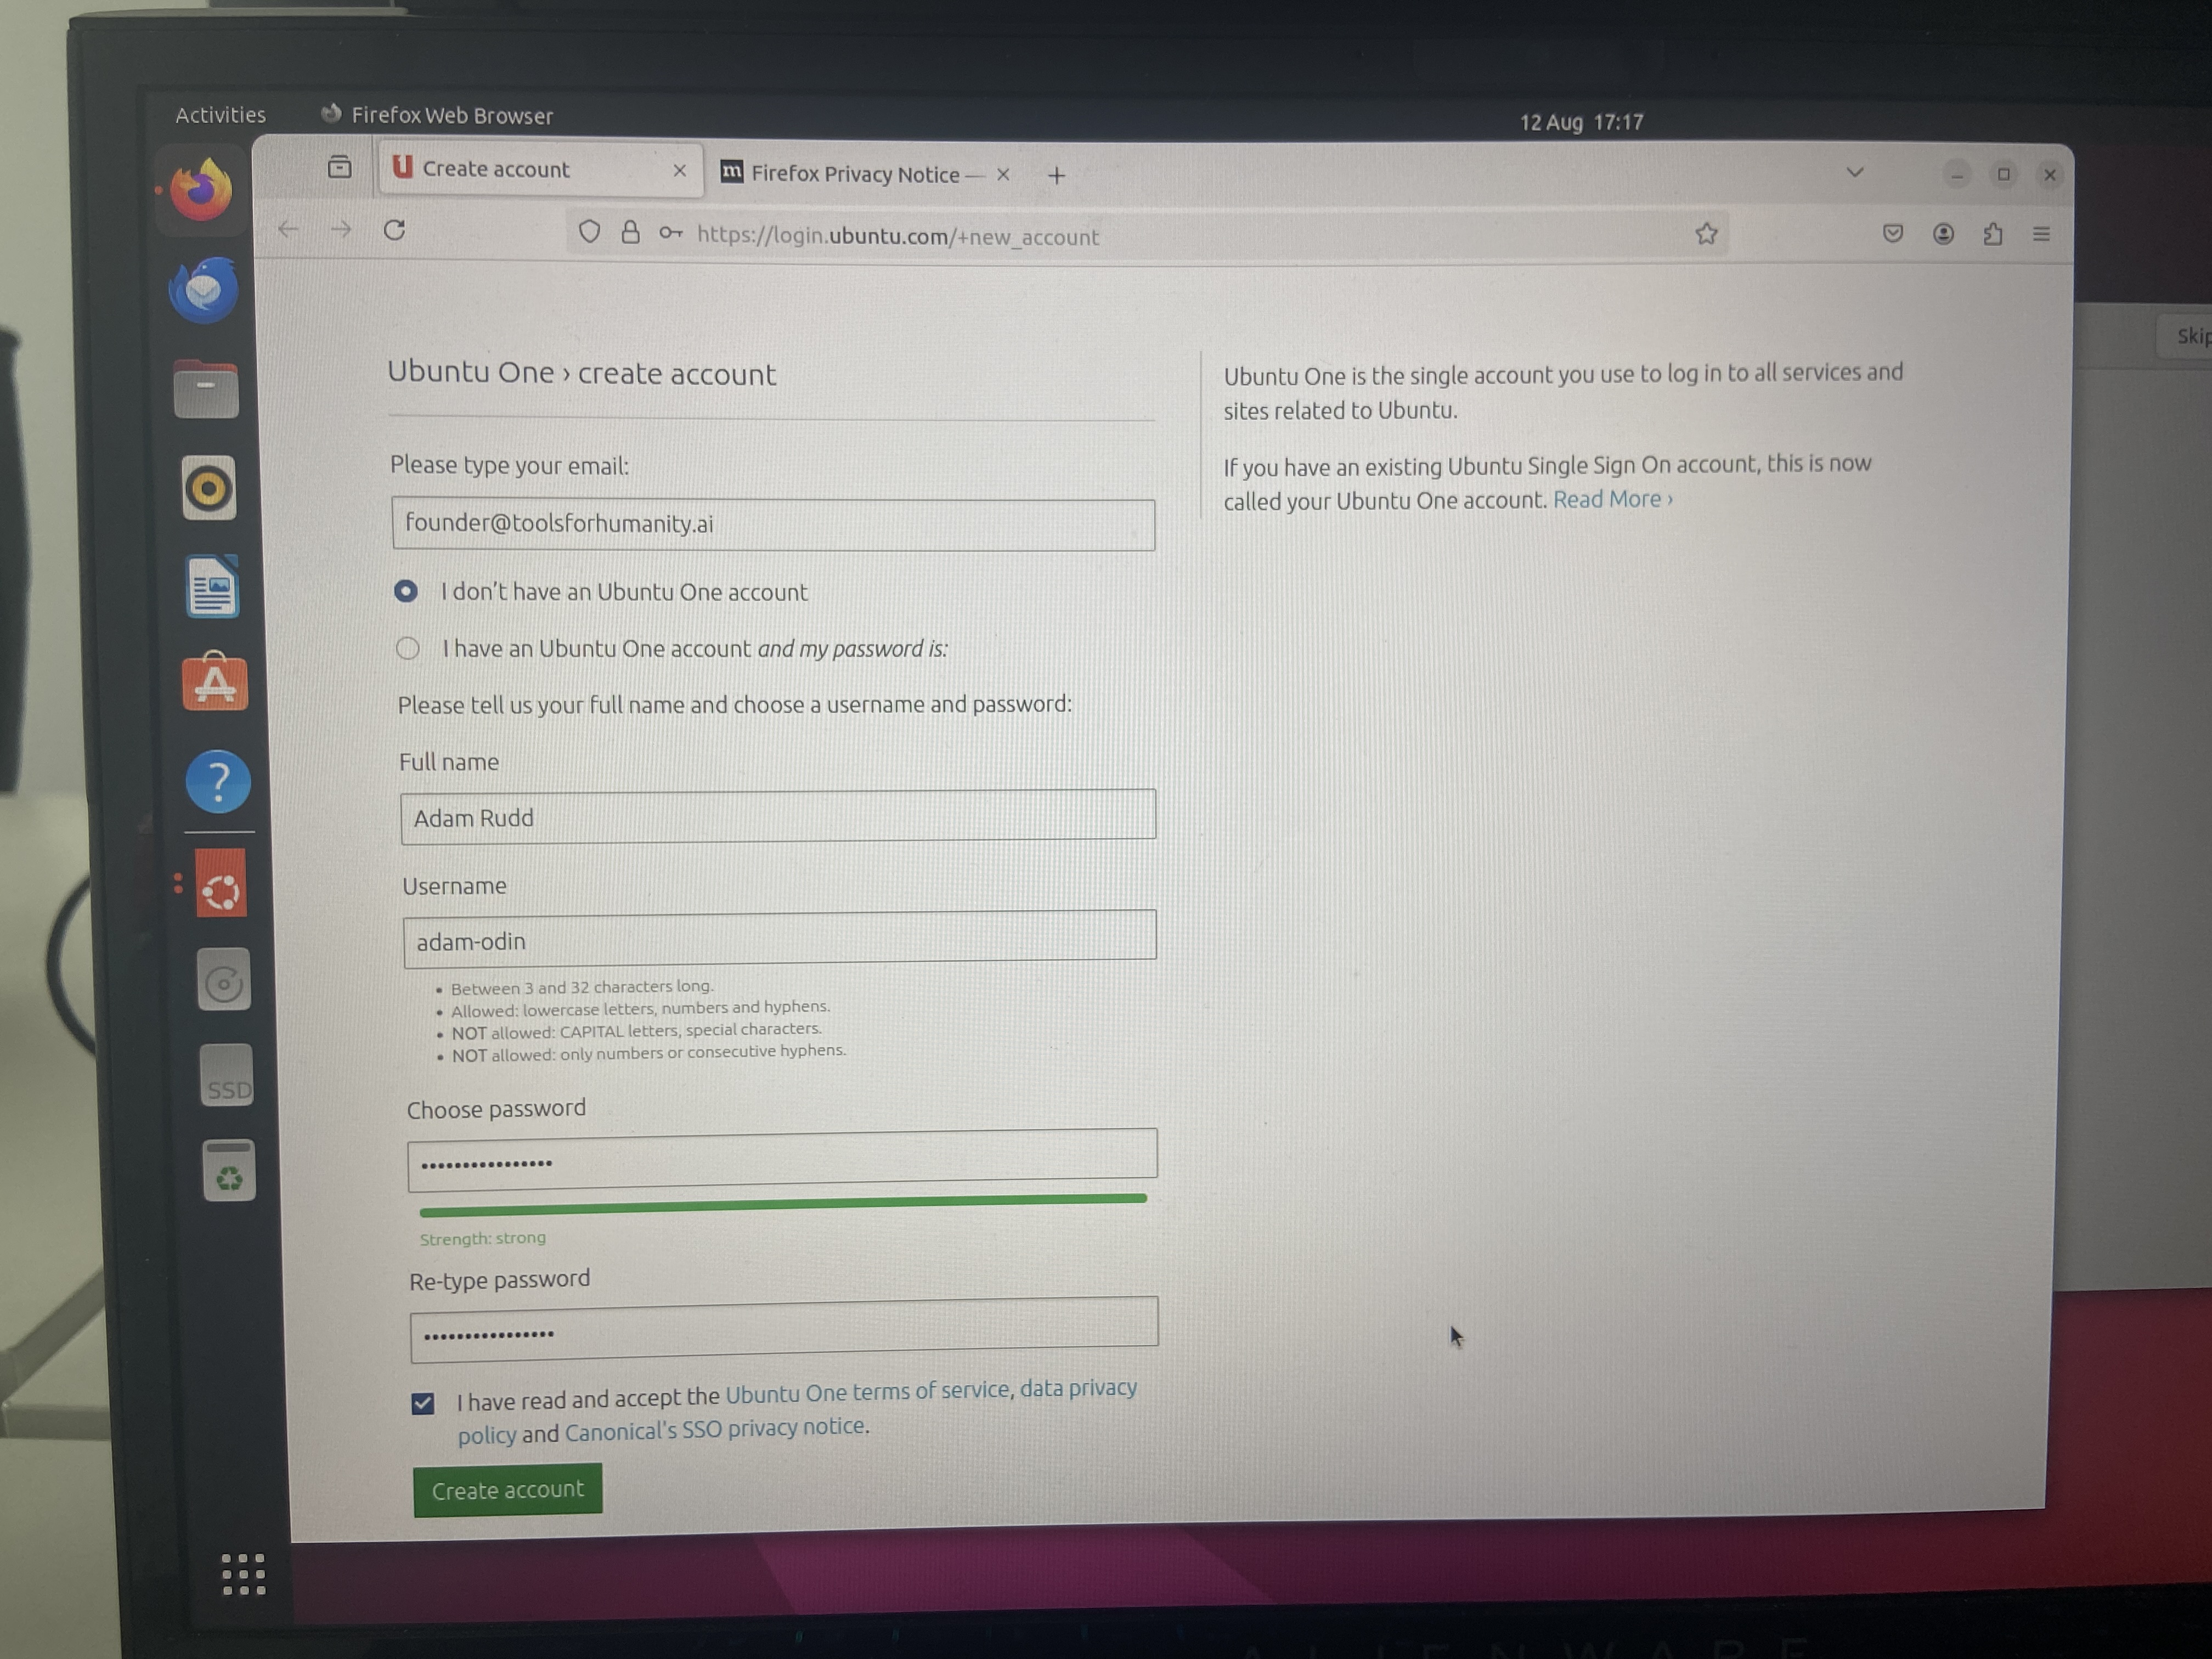 Activities
Firefox Web Browser
12 Aug 17:17
Create account
Firefox Privacy Notice —
https://login.ubuntu.com/+new_account
Skip
Ubuntu One › create account
Please type your email:
founder@toolsforhumanity.ai
I don't have an Ubuntu One account
I have an Ubuntu One account and my password is:
Please tell us your full name and choose a username and password:
Full name
Adam Rudd
Username
adam-odin
• Between 3 and 32 characters long.
• Allowed: lowercase letters, numbers and hyphens.
• NOT allowed: CAPITAL letters, special characters.
• NOT allowed: only numbers or consecutive hyphens.
Choose password
Strength: strong
Re-type password
I have read and accept the Ubuntu One terms of service, data privacy
policy and Canonical's SSO privacy notice.
Create account
Ubuntu One is the single account you use to log in to all services and
sites related to Ubuntu.
If you have an existing Ubuntu Single Sign On account, this is now
called your Ubuntu One account. Read More ›
SSD
ALIENWARE